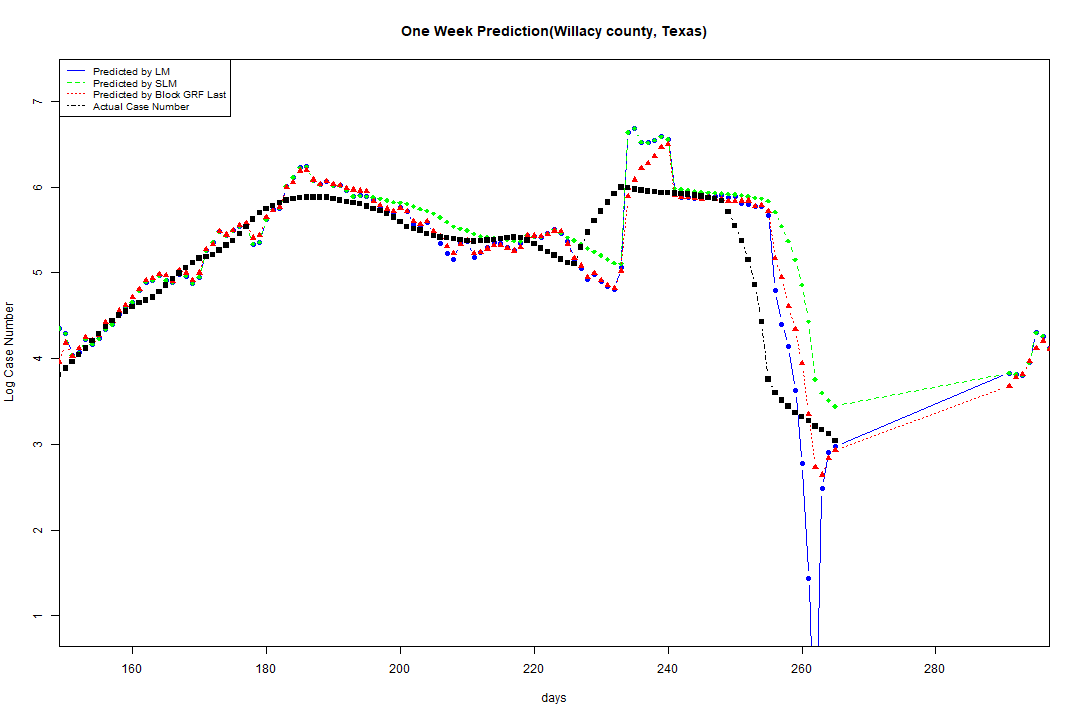 One Week Prediction(Willacy county, Texas)
Predicted by LM
Predicted by SLM
Predicted by Block GRF Last
Actual Case Number
7
6
5
4
3
2
1
Log Case Number
160 180 200 220 240 260 280
days